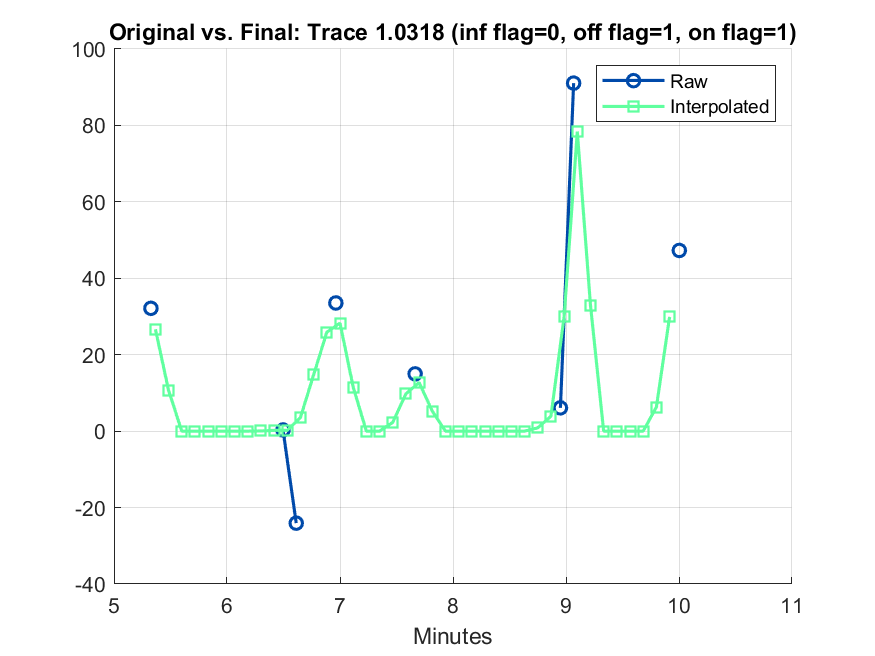 Original vs. Final: Trace 1.0318 (inf flag=0, off flag=1, on flag=1)
100
80
60
40
20
0
-20
-40
5 6 7 8 9 10 11
Minutes
Raw
Interpolated